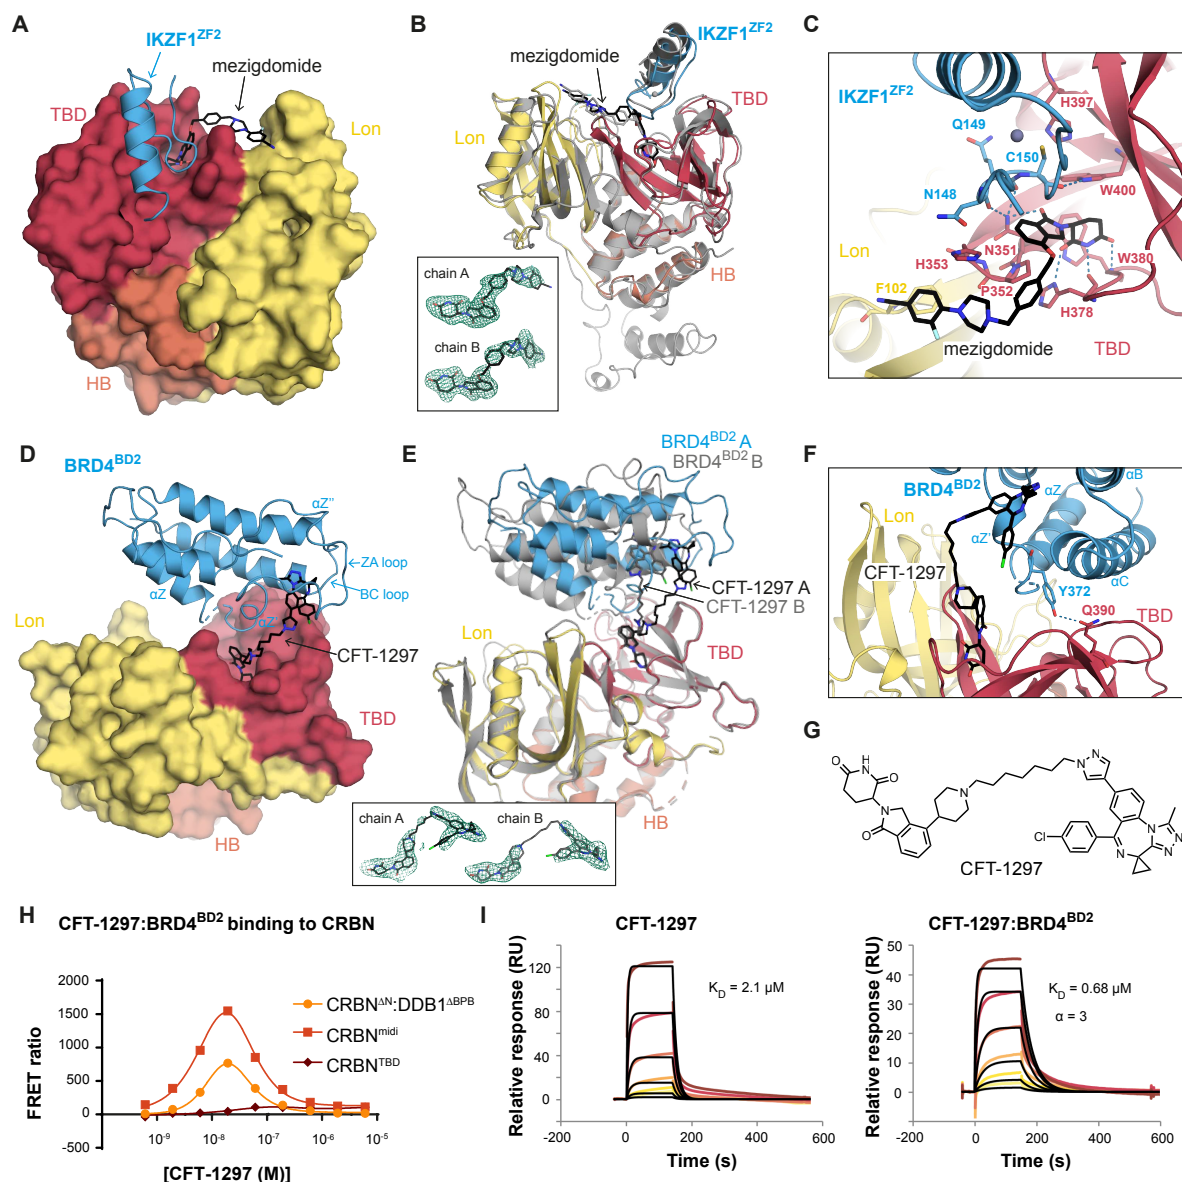 A
IKZF1ZF2
mezigdomide
TBD
Lon
HB
B
IKZF1ZF2
mezigdomide
TBD
Lon
HB
chain A
chain B
C
IKZF1ZF2
H397
Q149
C150
N148
W400
Lon
N351
H353
W380
F102
P352
H378
mezigdomide
TBD
D
BRD4BD2
αZ''
ZA loop
αZ
BC loop
αZ'
Lon
CFT-1297
TBD
HB
E
BRD4BD2 A
BRD4BD2 B
CFT-1297 A
CFT-1297 B
Lon
TBD
HB
chain A
chain B
F
BRD4BD2
αB
αZ
Lon
αZ'
CFT-1297
αC
Y372
Q390
TBD
G
O
NH
O
N
O
N
N
N
Cl
N
N
N
N
CFT-1297
H
CFT-1297:BRD4BD2 binding to CRBN
2000
1500
1000
500
0
-500
FRET ratio
CRBNΔN:DDB1ΔBPB
CRBNmidi
CRBNTBD
10-9
10-8
10-7
10-6
10-5
[CFT-1297 (M)]
I
CFT-1297
Relative response (RU)
120
80
40
0
KD = 2.1 µM
-200
0
200
400
600
Time (s)
CFT-1297:BRD4BD2
Relative response (RU)
50
40
30
20
10
0
-10
KD = 0.68 µM
α = 3
-200
0
200
400
600
Time (s)